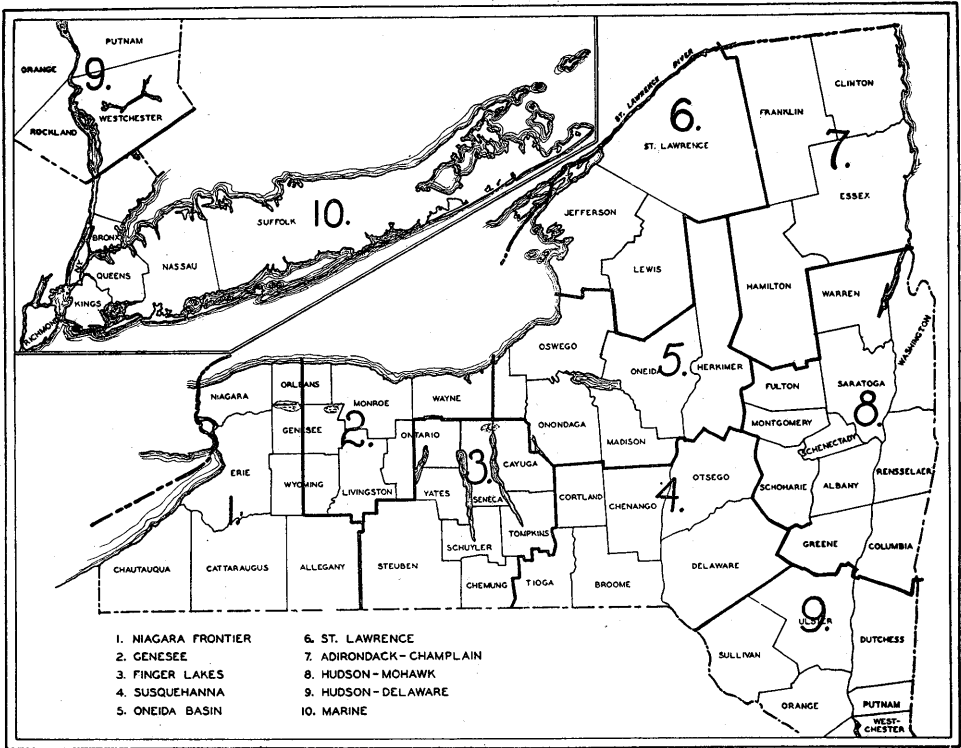 PUTNAM
ORANGE
9.
WESTCHESTER
ROCKLAND
SUFFOLK
10.
BRONX
NASSAU
QUEENS
N.Y.
KINGS
RICHMOND
ST. LAWRENCE RIVER
6.
ST. LAWRENCE
FRANKLIN
CLINTON
7.
ESSEX
JEFFERSON
LEWIS
HAMILTON
WARREN
WASHINGTON
OSWEGO
ONEIDA
5.
HERKIMER
FULTON
SARATOGA
8.
NIAGARA
ORLEANS
MONROE
WAYNE
MONTGOMERY
GENESEE
2.
ONTARIO
ONONDAGA
MADISON
SCHENECTADY
ERIE
3.
CAYUGA
OTSEGO
RENSSELAER
WYOMING
LIVINGSTON
YATES
SENECA
CORTLAND
CHENANGO
4.
SCHOHARIE
ALBANY
1.
TOMPKINS
SCHUYLER
GREENE
COLUMBIA
CHAUTAUQUA
CATTARAUGUS
ALLEGANY
STEUBEN
CHEMUNG
TIOGA
BROOME
DELAWARE
9.
ULSTER
DUTCHESS
SULLIVAN
ORANGE
PUTNAM
WEST-
CHESTER
1. NIAGARA FRONTIER
2. GENESEE
3. FINGER LAKES
4. SUSQUEHANNA
5. ONEIDA BASIN
6. ST. LAWRENCE
7. ADIRONDACK-CHAMPLAIN
8. HUDSON-MOHAWK
9. HUDSON-DELAWARE
10. MARINE